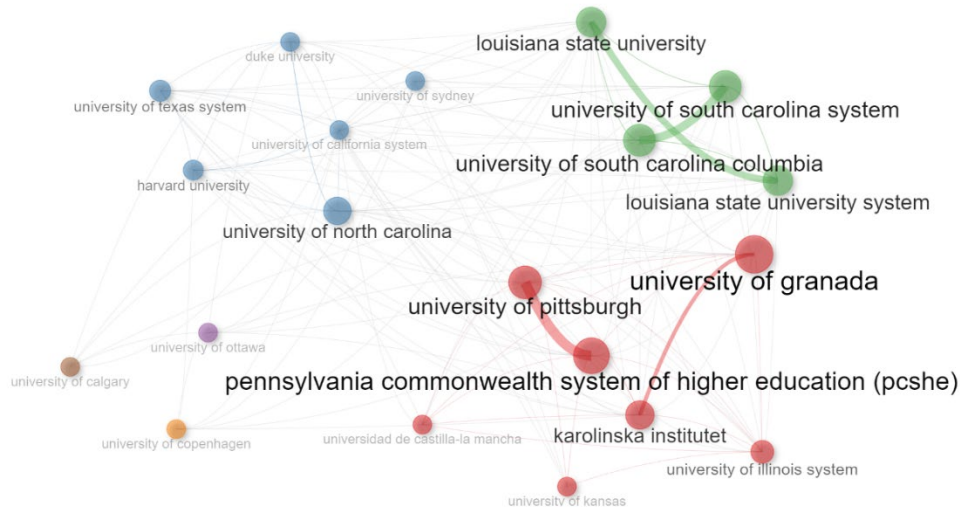 louisiana state university
duke university
university of sydney
university of texas system
university of south carolina system
university of california system
university of south carolina columbia
harvard university
louisiana state university system
university of north carolina
university of granada
university of pittsburgh
university of ottawa
university of calgary
pennsylvania commonwealth system of higher education (pcshe)
university of copenhagen
universidad de castilla-la mancha
karolinska institutet
university of illinois system
university of kansas